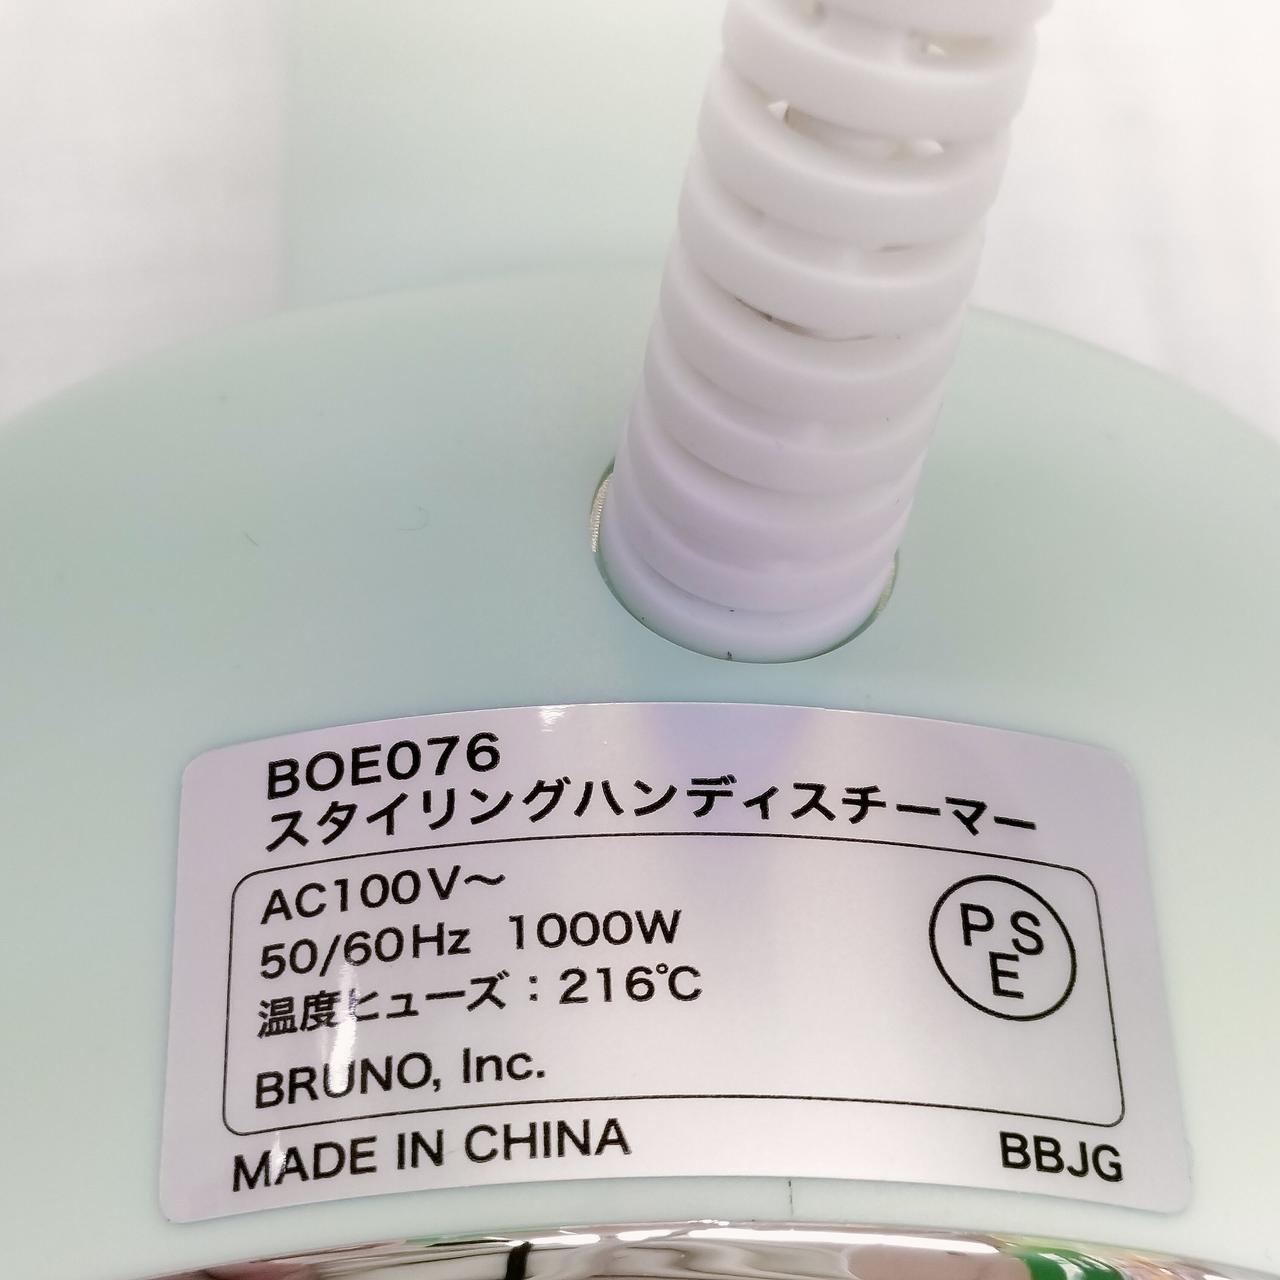 BOE076
スタイリングハンディスチーマー
AC100V～
50/60Hz 1000W
温度ヒューズ：216℃
PSE
BRUNO, Inc.
MADE IN CHINA
BBJG